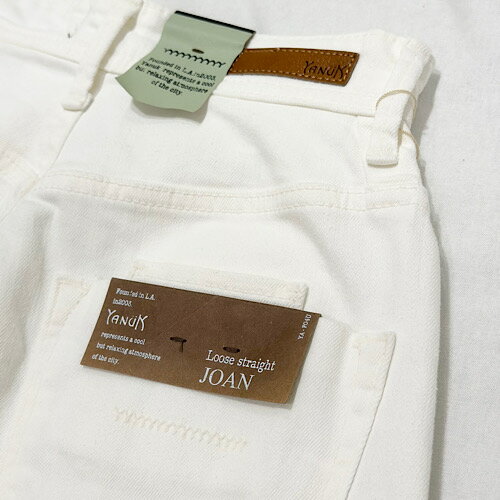 Founded in L.A. in2003.
Yanuk represents a cool
but, relaxing atmosphere
of the city.
YANUK
Founded in L.A.
in2003.
YANUK
represents a cool
but relaxing atmosphere
of the city.
Loose straight
JOAN